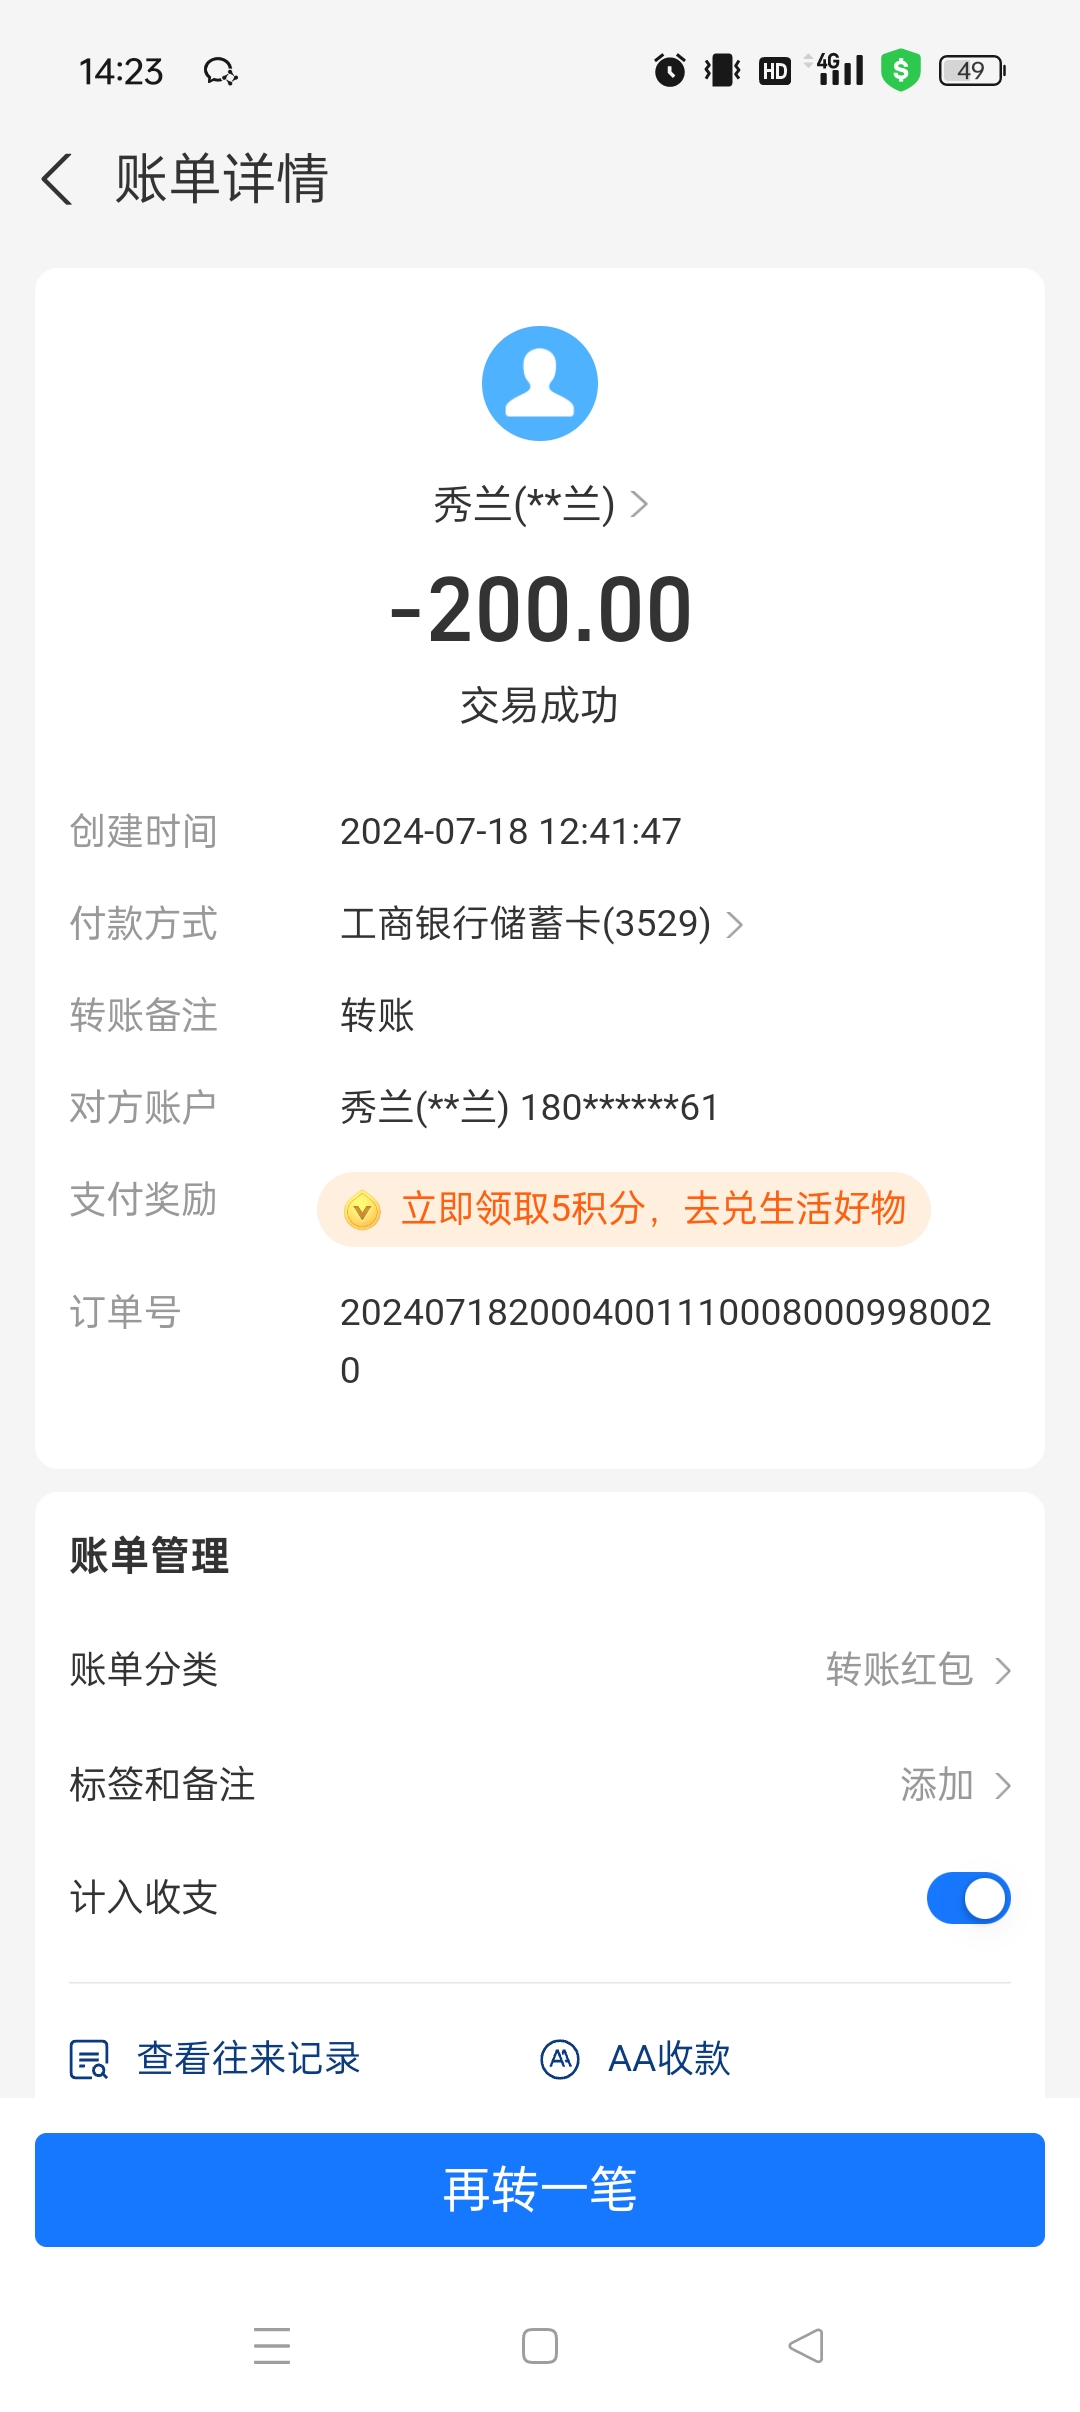 14:23 HD 4G 49
账单详情
秀兰(**兰)
-200.00
交易成功
创建时间 2024-07-18 12:41:47
付款方式 工商银行储蓄卡(3529)
转账备注 转账
对方账户 秀兰(**兰) 180******61
支付奖励 立即领取5积分，去兑生活好物
订单号 2024071820004001110008000998002
0
账单管理
账单分类 转账红包
标签和备注 添加
计入收支
查看往来记录 AA收款
再转一笔